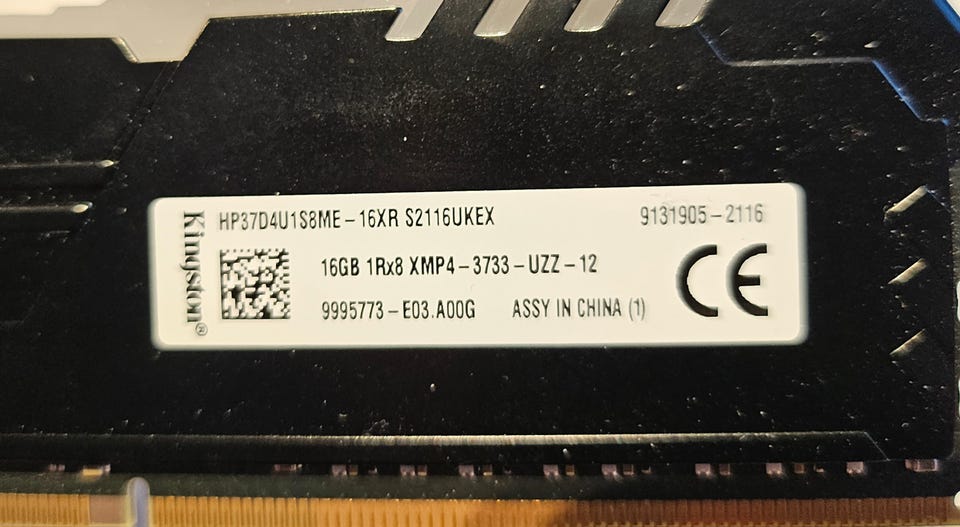 Kingston®
HP37D4U1S8ME-16XR S2116UKEX 9131905-2116
16GB 1Rx8 XMP4-3733-UZZ-12
9995773-E03.A00G ASSY IN CHINA (1)
CE